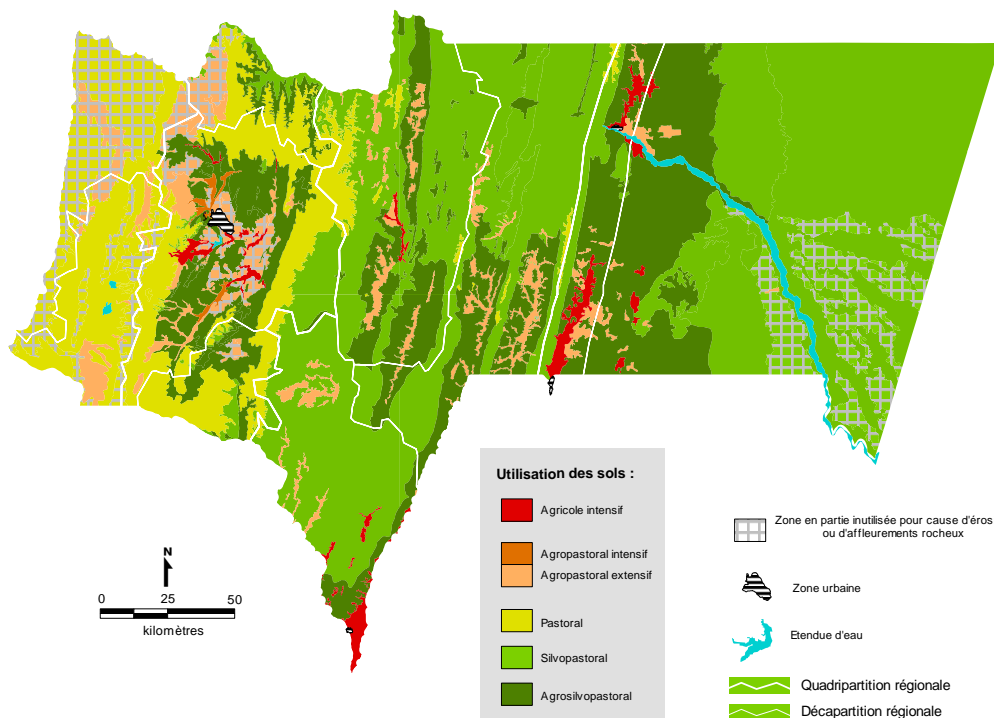 Utilisation des sols :
Agricole intensif
Agropastoral intensif
Agropastoral extensif
Pastoral
Silvopastoral
Agrosilvopastoral
N
0 25 50
kilomètres
Zone en partie inutilisée pour cause d'éros
ou d'affleurements rocheux
Zone urbaine
Etendue d'eau
Quadripartition régionale
Décapartition régionale